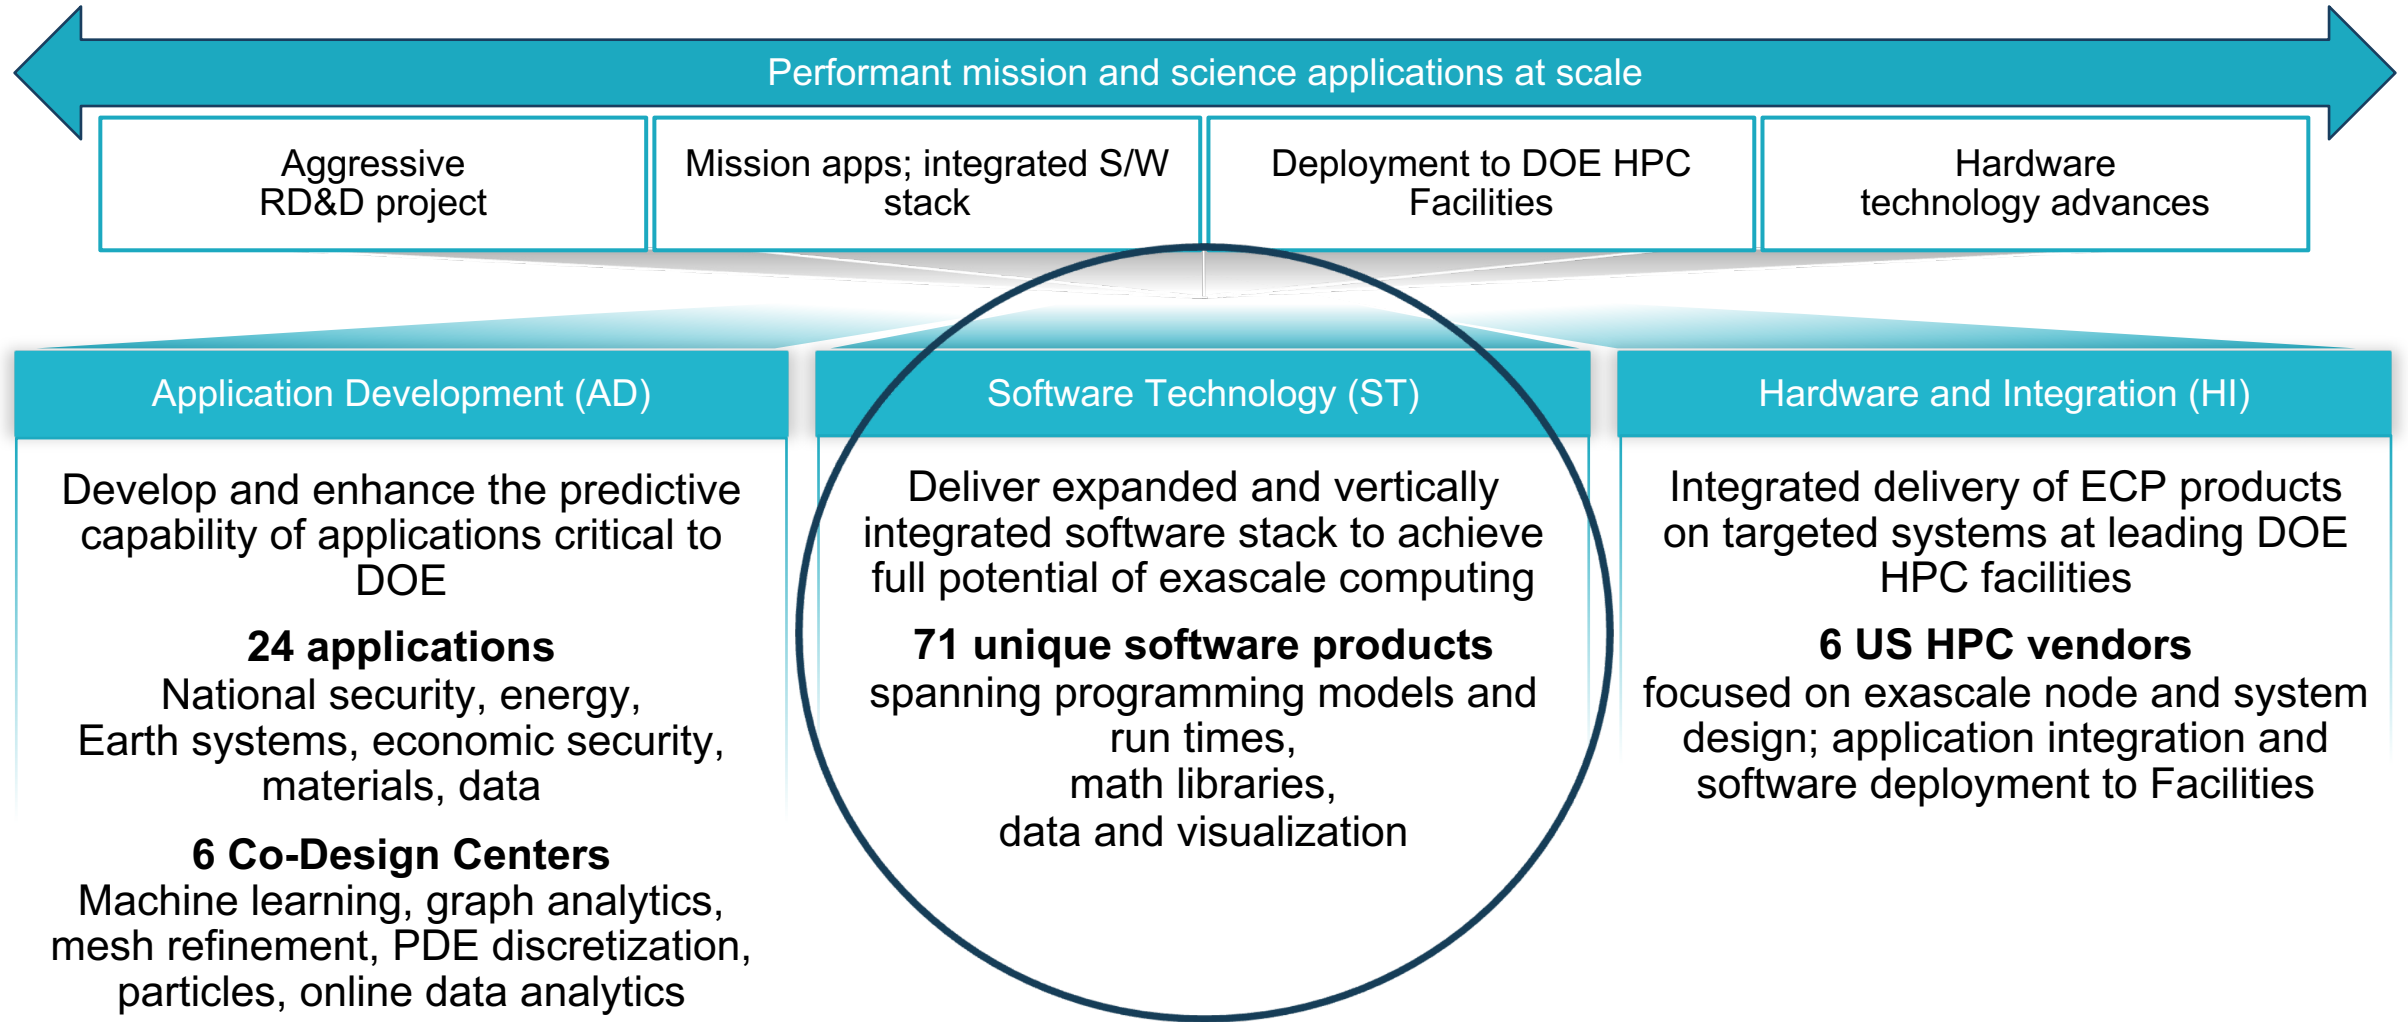 Performant mission and science applications at scale
Aggressive
RD&D project
Mission apps; integrated S/W
stack
Deployment to DOE HPC
Facilities
Hardware
technology advances
Application Development (AD)
Develop and enhance the predictive
capability of applications critical to
DOE
24 applications
National security, energy,
Earth systems, economic security,
materials, data
6 Co-Design Centers
Machine learning, graph analytics,
mesh refinement, PDE discretization,
particles, online data analytics
Software Technology (ST)
Deliver expanded and vertically
integrated software stack to achieve
full potential of exascale computing
71 unique software products
spanning programming models and
run times,
math libraries,
data and visualization
Hardware and Integration (HI)
Integrated delivery of ECP products
on targeted systems at leading DOE
HPC facilities
6 US HPC vendors
focused on exascale node and system
design; application integration and
software deployment to Facilities